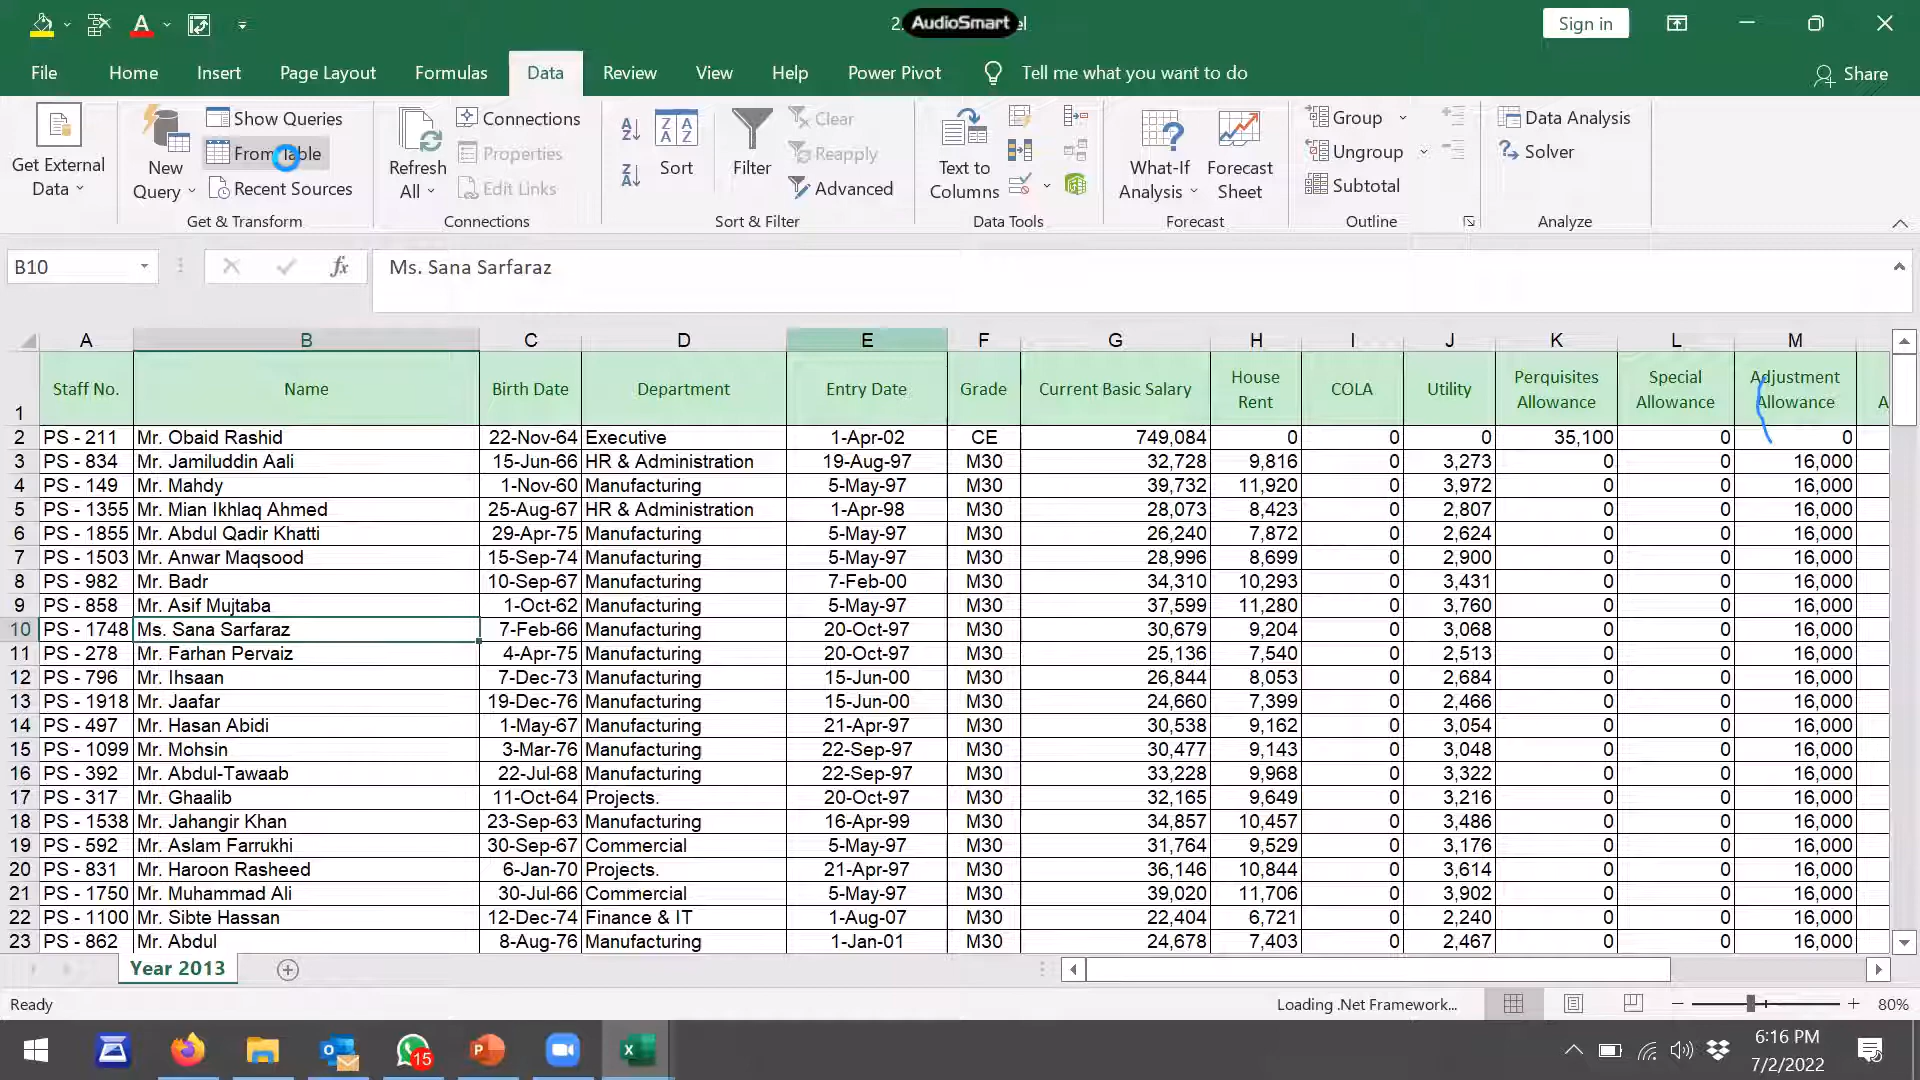 2. AudioSmart el
Sign in
File Home Insert Page Layout Formulas Data Review View Help Power Pivot Tell me what you want to do Share
Get External Data
New Query
Show Queries
From Table
Recent Sources
Get & Transform
Refresh All
Connections
Properties
Edit Links
Connections
Sort
Filter
Clear
Reapply
Advanced
Sort & Filter
Text to Columns
Data Tools
What-If Analysis
Forecast Sheet
Forecast
Group
Ungroup
Subtotal
Outline
Data Analysis
Solver
Analyze
B10 fx Ms. Sana Sarfaraz
A B C D E F G H I J K L M
1 Staff No. Name Birth Date Department Entry Date Grade Current Basic Salary House Rent COLA Utility Perquisites Allowance Special Allowance Adjustment Allowance A
2 PS - 211 Mr. Obaid Rashid 22-Nov-64 Executive 1-Apr-02 CE 749,084 0 0 0 35,100 0 0
3 PS - 834 Mr. Jamiluddin Aali 15-Jun-66 HR & Administration 19-Aug-97 M30 32,728 9,816 0 3,273 0 0 16,000
4 PS - 149 Mr. Mahdy 1-Nov-60 Manufacturing 5-May-97 M30 39,732 11,920 0 3,972 0 0 16,000
5 PS - 1355 Mr. Mian Ikhlaq Ahmed 25-Aug-67 HR & Administration 1-Apr-98 M30 28,073 8,423 0 2,807 0 0 16,000
6 PS - 1855 Mr. Abdul Qadir Khatti 29-Apr-75 Manufacturing 5-May-97 M30 26,240 7,872 0 2,624 0 0 16,000
7 PS - 1503 Mr. Anwar Maqsood 15-Sep-74 Manufacturing 5-May-97 M30 28,996 8,699 0 2,900 0 0 16,000
8 PS - 982 Mr. Badr 10-Sep-67 Manufacturing 7-Feb-00 M30 34,310 10,293 0 3,431 0 0 16,000
9 PS - 858 Mr. Asif Mujtaba 1-Oct-62 Manufacturing 5-May-97 M30 37,599 11,280 0 3,760 0 0 16,000
10 PS - 1748 Ms. Sana Sarfaraz 7-Feb-66 Manufacturing 20-Oct-97 M30 30,679 9,204 0 3,068 0 0 16,000
11 PS - 278 Mr. Farhan Pervaiz 4-Apr-75 Manufacturing 20-Oct-97 M30 25,136 7,540 0 2,513 0 0 16,000
12 PS - 796 Mr. Ihsaan 7-Dec-73 Manufacturing 15-Jun-00 M30 26,844 8,053 0 2,684 0 0 16,000
13 PS - 1918 Mr. Jaafar 19-Dec-76 Manufacturing 15-Jun-00 M30 24,660 7,399 0 2,466 0 0 16,000
14 PS - 497 Mr. Hasan Abidi 1-May-67 Manufacturing 21-Apr-97 M30 30,538 9,162 0 3,054 0 0 16,000
15 PS - 1099 Mr. Mohsin 3-Mar-76 Manufacturing 22-Sep-97 M30 30,477 9,143 0 3,048 0 0 16,000
16 PS - 392 Mr. Abdul-Tawaab 22-Jul-68 Manufacturing 22-Sep-97 M30 33,228 9,968 0 3,322 0 0 16,000
17 PS - 317 Mr. Ghaalib 11-Oct-64 Projects. 20-Oct-97 M30 32,165 9,649 0 3,216 0 0 16,000
18 PS - 1538 Mr. Jahangir Khan 23-Sep-63 Manufacturing 16-Apr-99 M30 34,857 10,457 0 3,486 0 0 16,000
19 PS - 592 Mr. Aslam Farrukhi 30-Sep-67 Commercial 5-May-97 M30 31,764 9,529 0 3,176 0 0 16,000
20 PS - 831 Mr. Haroon Rasheed 6-Jan-70 Projects. 21-Apr-97 M30 36,146 10,844 0 3,614 0 0 16,000
21 PS - 1750 Mr. Muhammad Ali 30-Jul-66 Commercial 5-May-97 M30 39,020 11,706 0 3,902 0 0 16,000
22 PS - 1100 Mr. Sibte Hassan 12-Dec-74 Finance & IT 1-Aug-07 M30 22,404 6,721 0 2,240 0 0 16,000
23 PS - 862 Mr. Abdul 8-Aug-76 Manufacturing 1-Jan-01 M30 24,678 7,403 0 2,467 0 0 16,000
Year 2013
Ready Loading .Net Framework... 80%
15
6:16 PM
7/2/2022